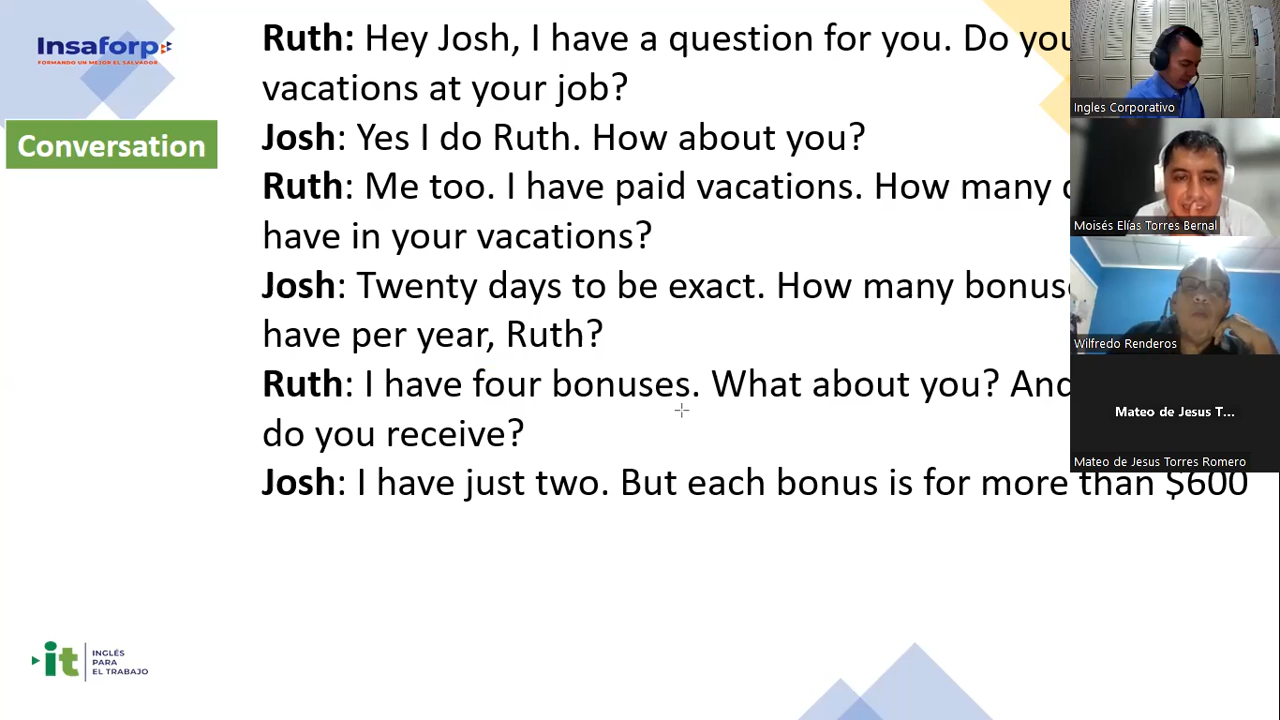 Insaforp
FORMANDO UN MEJOR EL SALVADOR
Conversation
Ruth: Hey Josh, I have a question for you. Do you
vacations at your job?
Josh: Yes I do Ruth. How about you?
Ruth: Me too. I have paid vacations. How many
have in your vacations?
Josh: Twenty days to be exact. How many
have per year, Ruth?
Ruth: I have four bonuses. What about you? And
do you receive?
Josh: I have just two. But each bonus is for more than $600
it
INGLÉS
PARA
EL TRABAJO
Ingles Corporativo
Moisés Elías Torres Bernal
Wilfredo Renderos
Mateo de Jesus T...
Mateo de Jesus Torres Romero